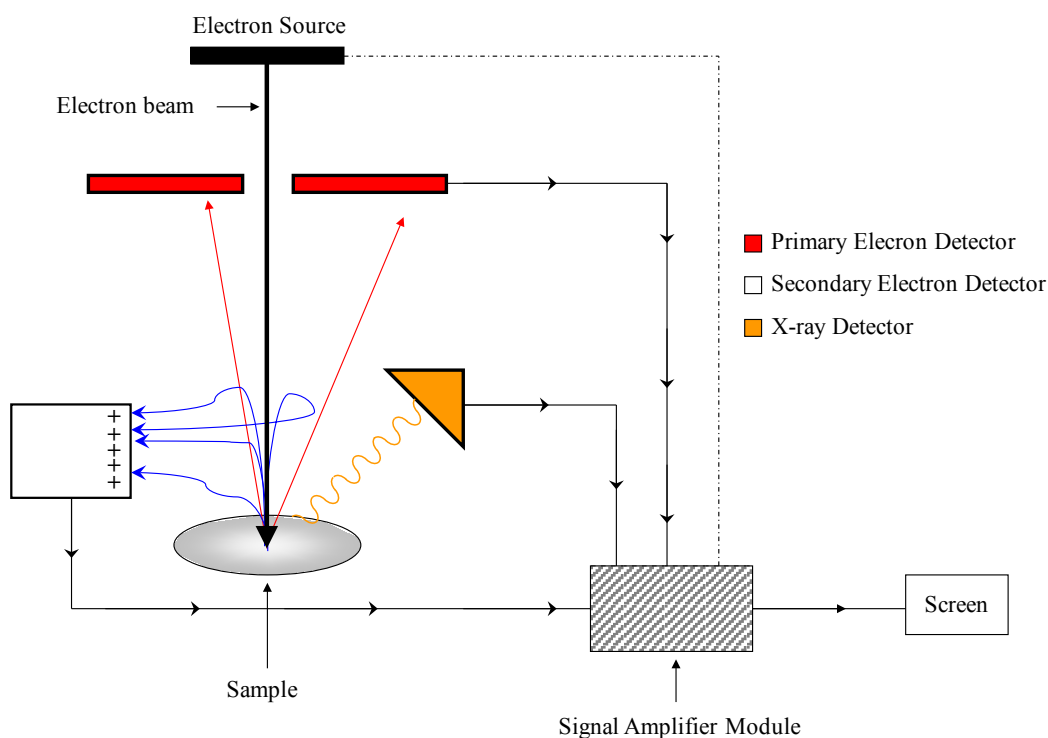 Electron Source
Electron beam
Primary Elecron Detector
Secondary Electron Detector
X-ray Detector
+
+
+
+
+
Screen
Sample
Signal Amplifier Module